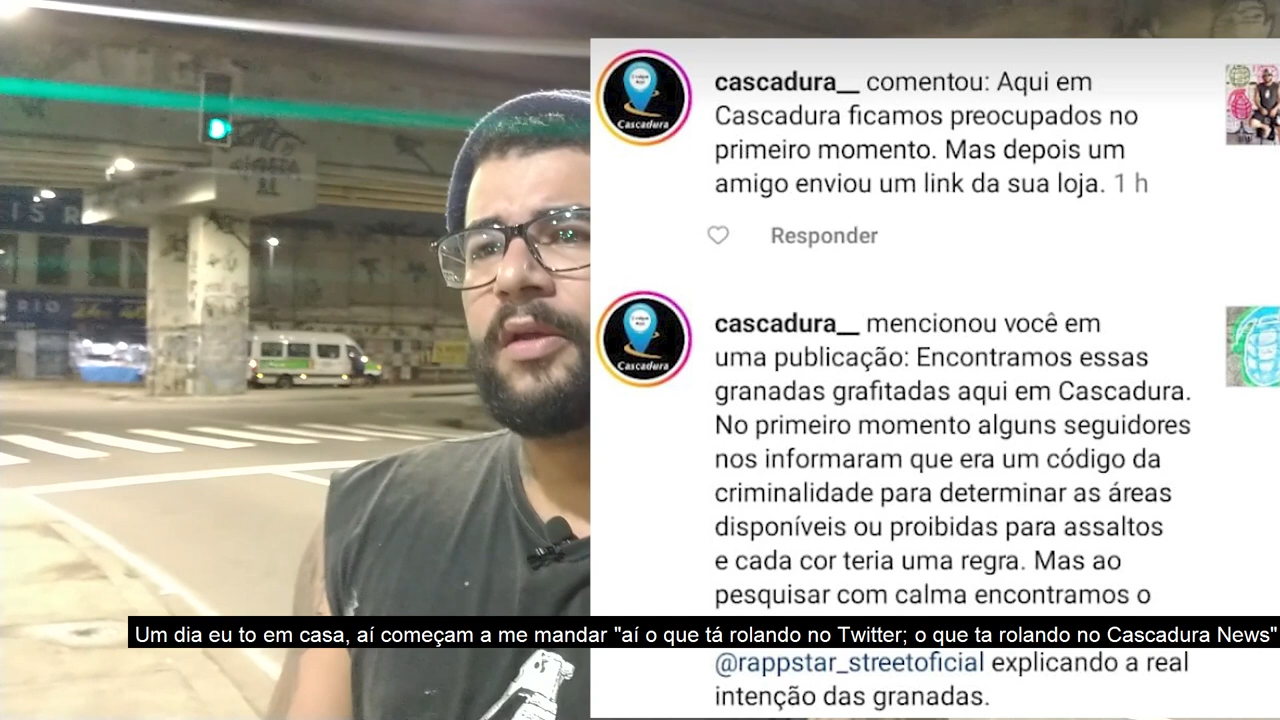 cascadura__ comentou: Aqui em
Cascadura ficamos preocupados no
primeiro momento. Mas depois um
amigo enviou um link da sua loja. 1 h
Responder
Cascadura
cascadura__ mencionou você em
uma publicação: Encontramos essas
granadas grafitadas aqui em Cascadura.
No primeiro momento alguns seguidores
nos informaram que era um código da
criminalidade para determinar as áreas
disponíveis ou proibidas para assaltos
e cada cor teria uma regra. Mas ao
pesquisar com calma encontramos o
Cascadura
Um dia eu to em casa, aí começam a me mandar "aí o que tá rolando no Twitter; o que ta rolando no Cascadura News"
@rappstar_streetoficial explicando a real
intenção das granadas.
IS R
RIO